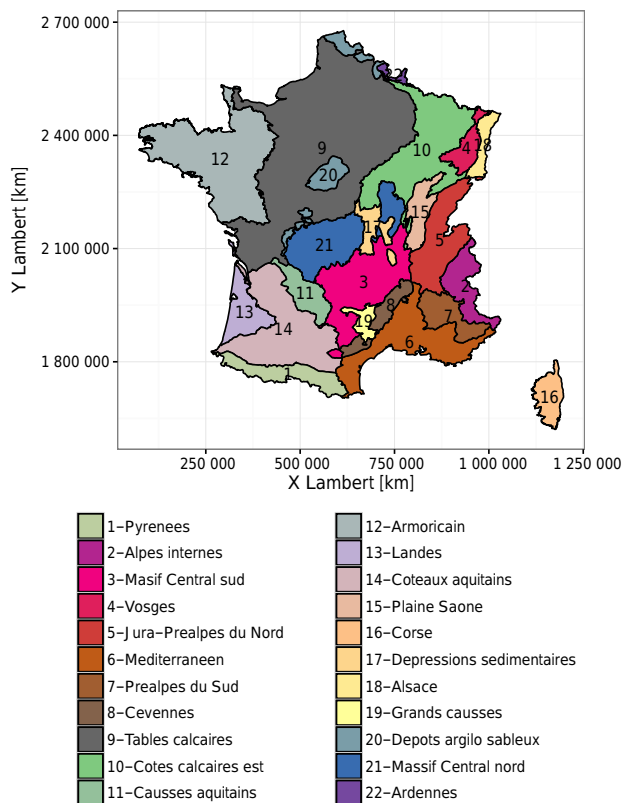 2 700 000
2 400 000
2 100 000
1 800 000
Y Lambert [km]
9
10
4
18
12
20
15
17
5
21
2
3
11
8
7
13
19
14
6
1
16
250 000
500 000
750 000
1 000 000
1 250 000
X Lambert [km]
1−Pyrenees
2−Alpes internes
3−Masif Central sud
4−Vosges
5−Jura−Prealpes du Nord
6−Mediterraneen
7−Prealpes du Sud
8−Cevennes
9−Tables calcaires
10−Cotes calcaires est
11−Causses aquitains
12−Armoricain
13−Landes
14−Coteaux aquitains
15−Plaine Saone
16−Corse
17−Depressions sedimentaires
18−Alsace
19−Grands causses
20−Depots argilo sableux
21−Massif Central nord
22−Ardennes